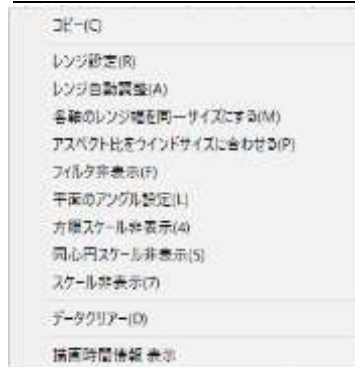 コピー(C)
レンジ設定(R)
レンジ自動調整(A)
各軸のレンジ幅を同一サイズにする(M)
アスペクト比をウインドサイズに合わせる(P)
フィルタ非表示(F)
平面のアングル設定(L)
方眼スケール非表示(4)
同心円スケール非表示(5)
スケール非表示(7)
データクリアー(D)
描画時間情報 表示